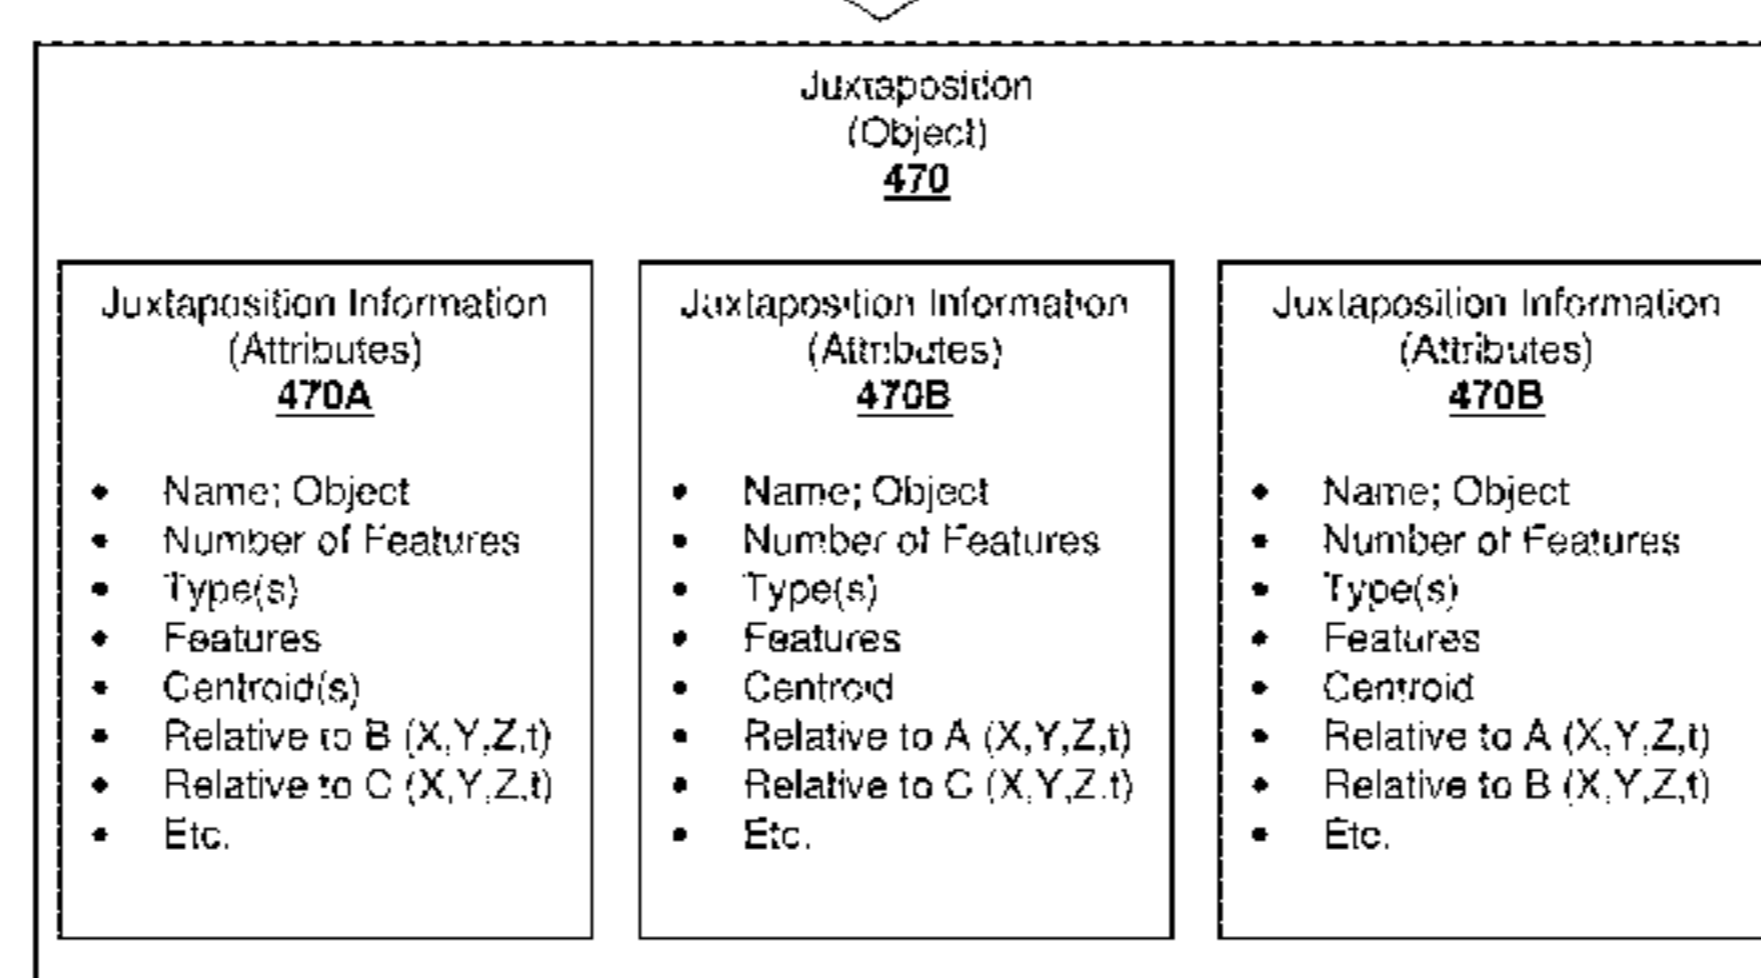 Juxtaposition
(Object)
470
Juxtaposition Information
(Attributes)
470A
• Name; Object
• Number of Features
• Type(s)
• Features
• Centroid(s)
• Relative to B (X,Y,Z,t)
• Relative to C (X,Y,Z,t)
• Etc.
Juxtaposition Information
(Attributes)
470B
• Name; Object
• Number of Features
• Type(s)
• Features
• Centroid
• Relative to A (X,Y,Z,t)
• Relative to C (X,Y,Z,t)
• Etc.
Juxtaposition Information
(Attributes)
470B
• Name; Object
• Number of Features
• Type(s)
• Features
• Centroid
• Relative to A (X,Y,Z,t)
• Relative to B (X,Y,Z,t)
• Etc.